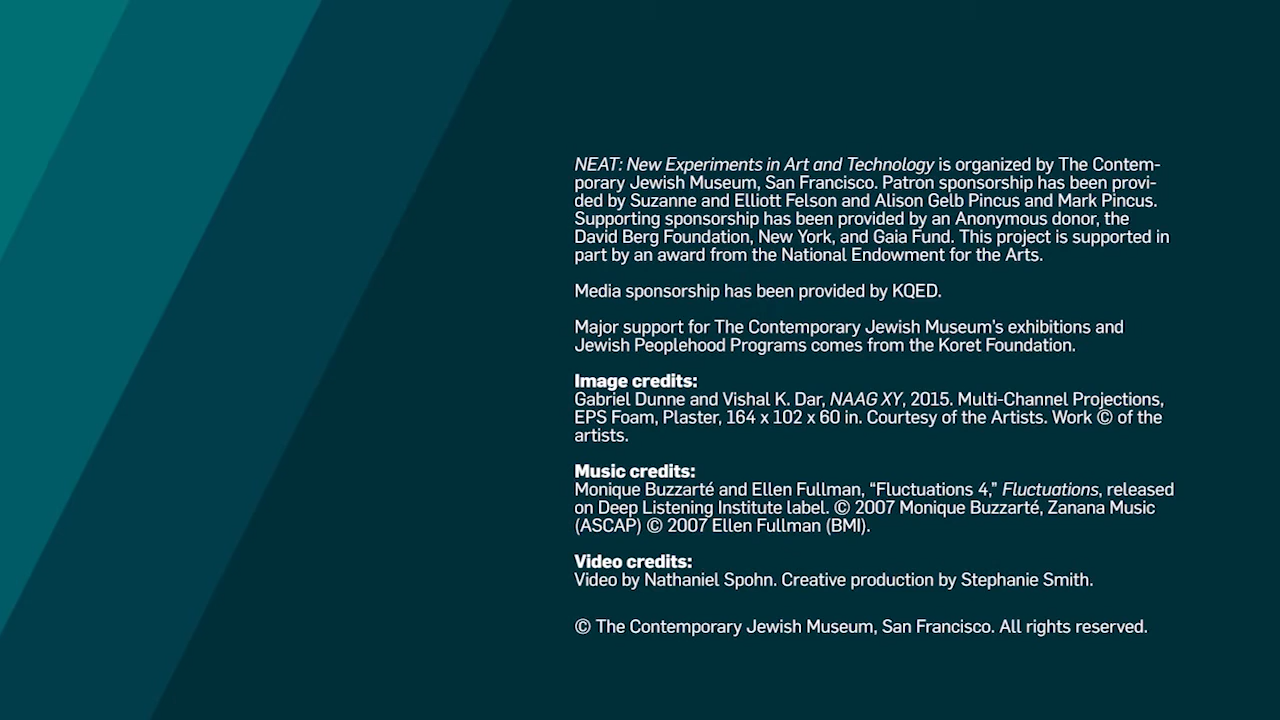 NEAT: New Experiments in Art and Technology is organized by The Contem-
porary Jewish Museum, San Francisco. Patron sponsorship has been provi-
ded by Suzanne and Elliott Felson and Alison Gelb Pincus and Mark Pincus.
Supporting sponsorship has been provided by an Anonymous donor, the
David Berg Foundation, New York, and Gaia Fund. This project is supported in
part by an award from the National Endowment for the Arts.
Media sponsorship has been provided by KQED.
Major support for The Contemporary Jewish Museum's exhibitions and
Jewish Peoplehood Programs comes from the Koret Foundation.
Image credits:
Gabriel Dunne and Vishal K. Dar, NAAG XY, 2015. Multi-Channel Projections,
EPS Foam, Plaster, 164 x 102 x 60 in. Courtesy of the Artists. Work © of the
artists.
Music credits:
Monique Buzzarté and Ellen Fullman, “Fluctuations 4,” Fluctuations, released
on Deep Listening Institute label. © 2007 Monique Buzzarté, Zanana Music
(ASCAP) © 2007 Ellen Fullman (BMI).
Video credits:
Video by Nathaniel Spohn. Creative production by Stephanie Smith.
© The Contemporary Jewish Museum, San Francisco. All rights reserved.